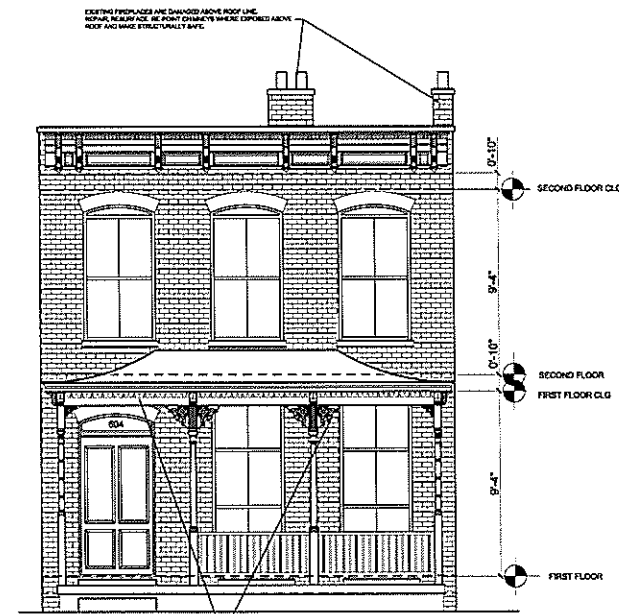 EXISTING FIREPLACES ARE DAMAGED ABOVE ROOF LINE.
REPAIR, RESURFACE, RE-POINT CHIMNEYS WHERE EXPOSED ABOVE
ROOF AND MAKE STRUCTURALLY SAFE.
0'-10"
SECOND FLOOR CLG
9'-4"
0'-10"
SECOND FLOOR
FIRST FLOOR CLG
604
9'-4"
FIRST FLOOR